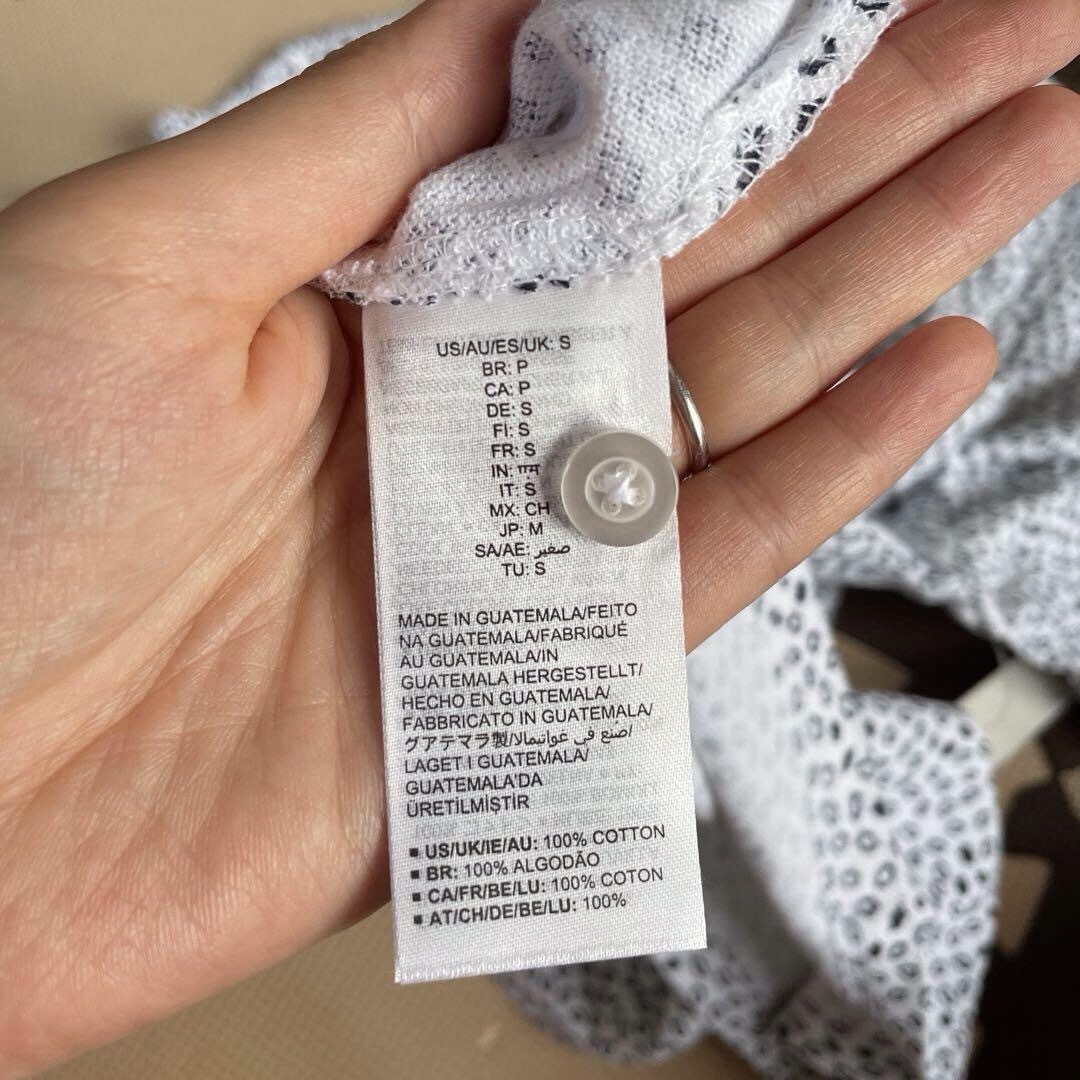 US/AU/ES/UK: S
BR: P
CA: P
DE: S
FI: S
FR: S
IN:
IT: S
MX: CH
JP: M
SA/AE: صغير
TU: S
MADE IN GUATEMALA/FEITO
NA GUATEMALA/FABRIQUÉ
AU GUATEMALA/IN
GUATEMALA HERGESTELLT/
HECHO EN GUATEMALA/
FABBRICATO IN GUATEMALA/
グアテマラ製/صنع في غواتيمالا/
LAGET I GUATEMALA/
GUATEMALA'DA
ÜRETİLMİŞTİR
▪ US/UK/IE/AU: 100% COTTON
▪ BR: 100% ALGODÃO
▪ CA/FR/BE/LU: 100% COTON
▪ AT/CH/DE/BE/LU: 100%